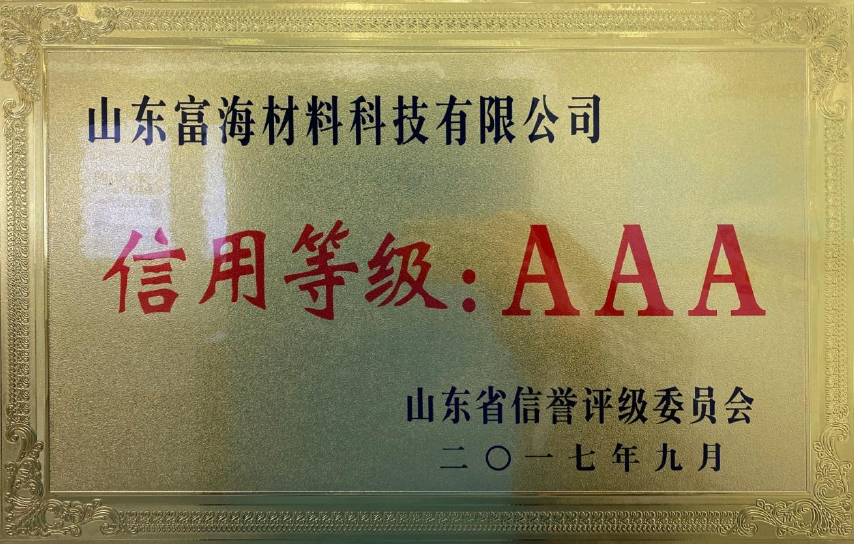 山东富海材料科技有限公司
信用等级:AAA
山东省信誉评级委员会
二〇一七年九月